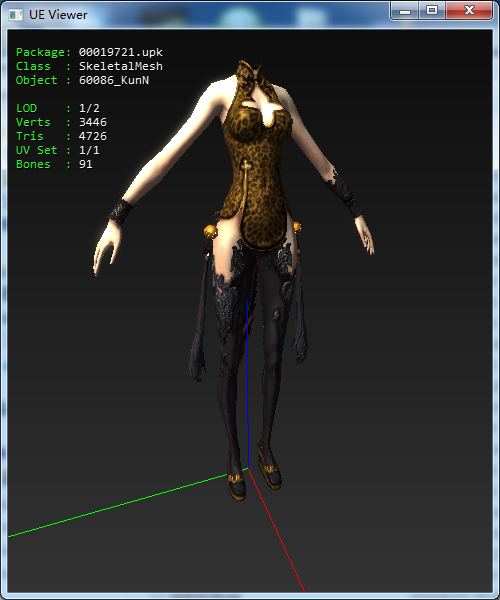 UE Viewer
Package: 00019721.upk
Class : SkeletalMesh
Object : 60086_KunN
LOD : 1/2
Verts : 3446
Tris : 4726
UV Set : 1/1
Bones : 91